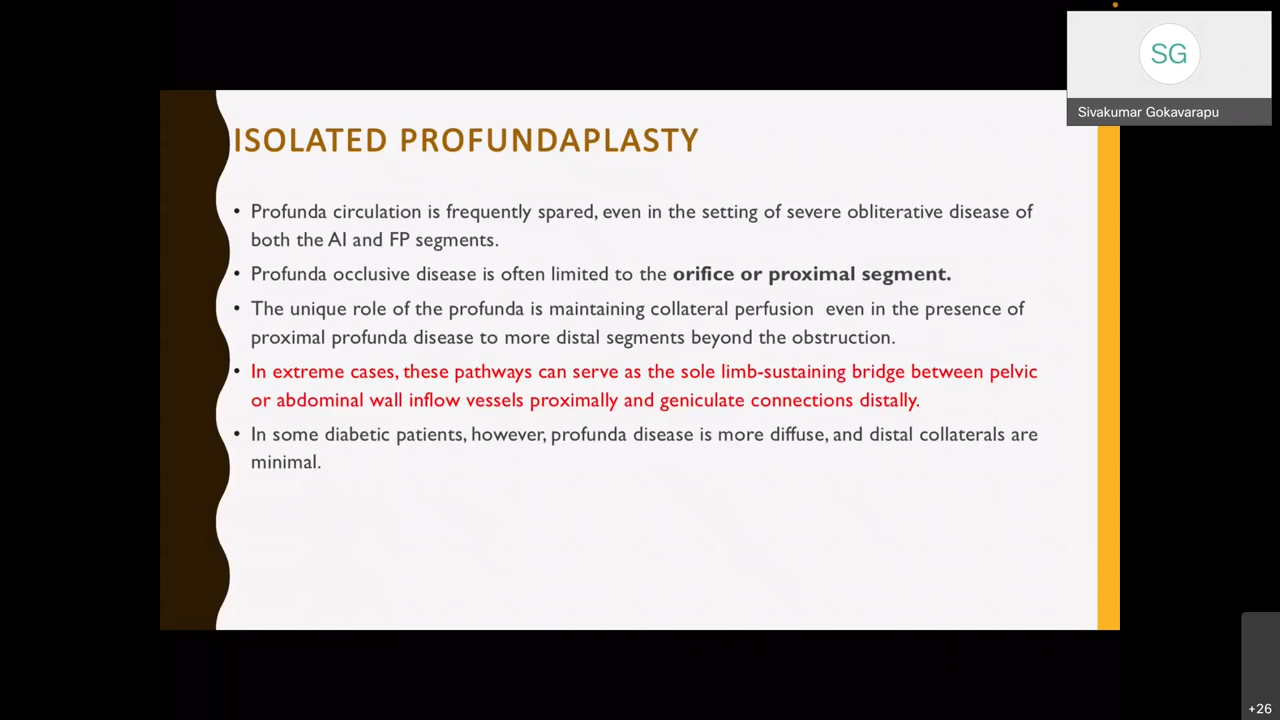 SG
Sivakumar Gokavarapu
ISOLATED PROFUNDAPLASTY
• Profunda circulation is frequently spared, even in the setting of severe obliterative disease of
both the AI and FP segments.
• Profunda occlusive disease is often limited to the orifice or proximal segment.
• The unique role of the profunda is maintaining collateral perfusion even in the presence of
proximal profunda disease to more distal segments beyond the obstruction.
• In extreme cases, these pathways can serve as the sole limb-sustaining bridge between pelvic
or abdominal wall inflow vessels proximally and geniculate connections distally.
• In some diabetic patients, however, profunda disease is more diffuse, and distal collaterals are
minimal.
+26